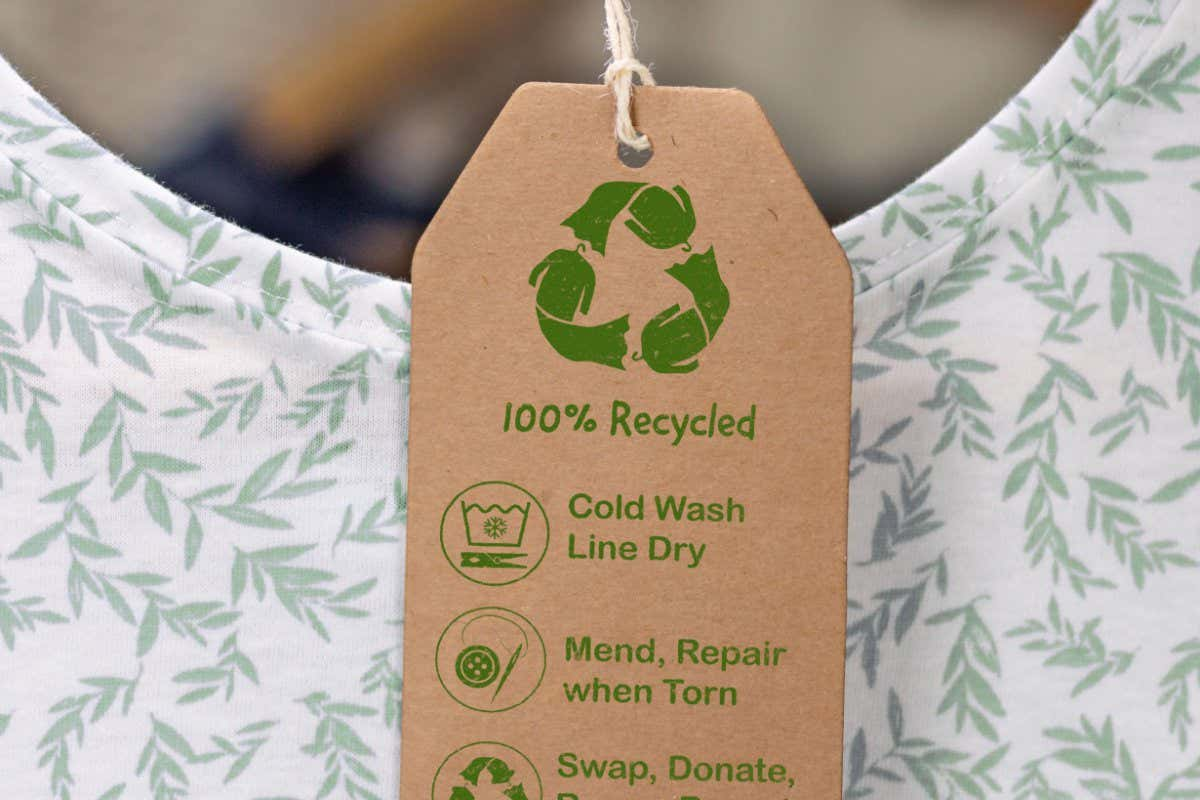 100% Recycled
Cold Wash
Line Dry
Mend, Repair
when Torn
Swap, Donate,